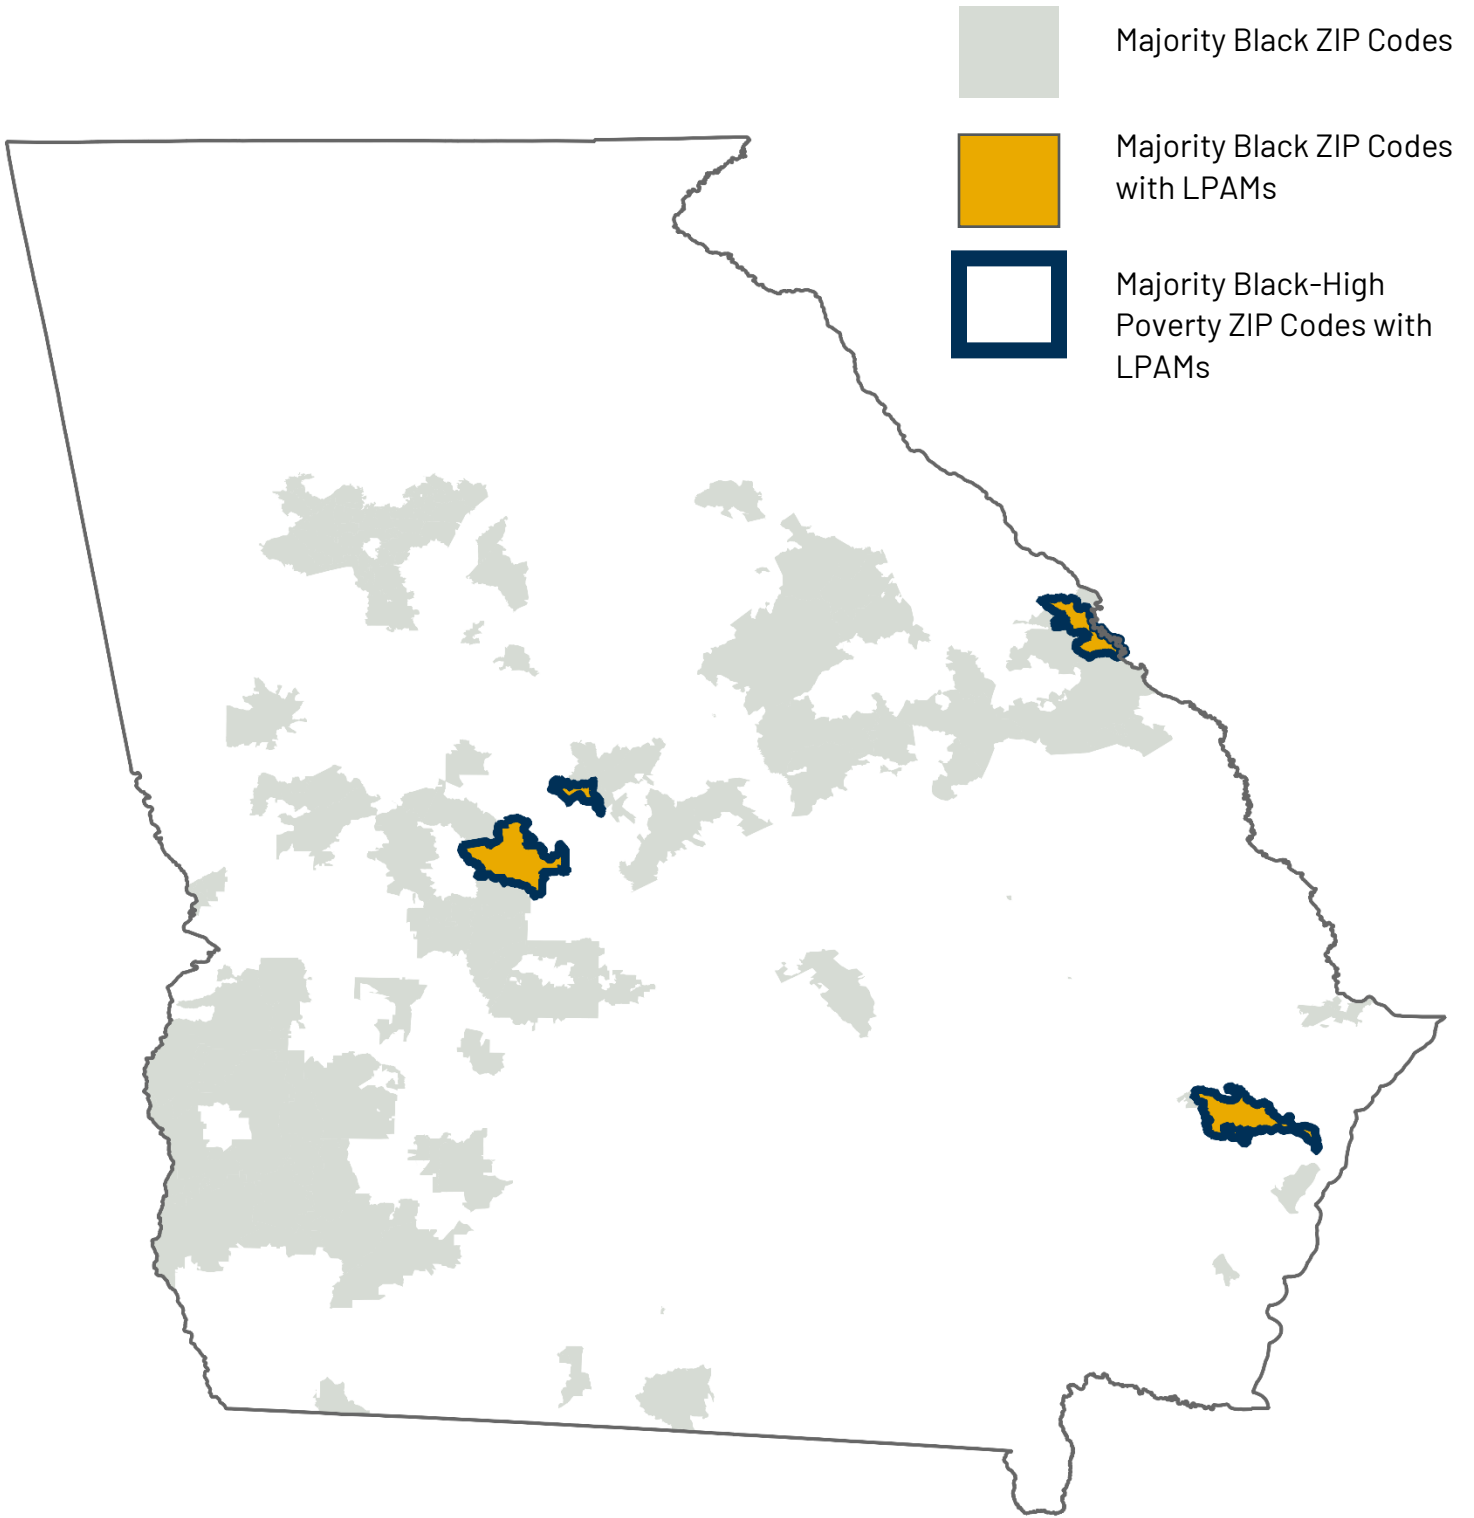 Majority Black ZIP Codes
Majority Black ZIP Codes
with LPAMs
Majority Black-High
Poverty ZIP Codes with
LPAMs